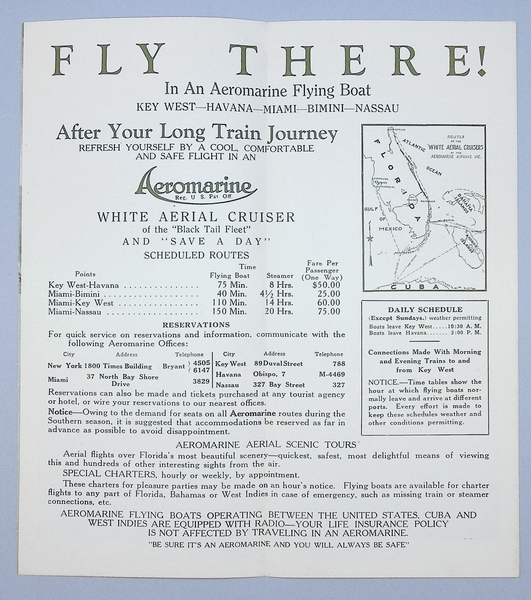 FLY THERE!
In An Aeromarine Flying Boat
KEY WEST—HAVANA—MIAMI—BIMINI—NASSAU
After Your Long Train Journey
REFRESH YOURSELF BY A COOL, COMFORTABLE
AND SAFE FLIGHT IN AN
Aeromarine
Reg. U. S. Pat. Off.
WHITE AERIAL CRUISER
of the "Black Tail Fleet"
AND "SAVE A DAY"
SCHEDULED ROUTES
Points Time Flying Boat Steamer Fare Per Passenger (One Way)
Key West-Havana 75 Min. 8 Hrs. $50.00
Miami-Bimini 40 Min. 4½ Hrs. 25.00
Miami-Key West 110 Min. 14 Hrs. 60.00
Miami-Nassau 150 Min. 20 Hrs. 75.00
RESERVATIONS
For quick service on reservations and information, communicate with the
following Aeromarine Offices:
City Address Telephone City Address Telephone
New York 1800 Times Building Bryant 4505 6147
Miami 37 North Bay Shore Drive 3829
Key West 89 Duval Street 788
Havana Obispo, 7 M-4469
Nassau 327 Bay Street 327
Reservations can also be made and tickets purchased at any tourist agency
or hotel, or wire your reservations to our nearest offices.
Notice—Owing to the demand for seats on all Aeromarine routes during the
Southern season, it is suggested that accommodations be reserved as far in
advance as possible to avoid disappointment.
ROUTES
WHITE AERIAL CRUISERS
AEROMARINE AIRWAYS INC.
ATLANTIC
OCEAN
FLORIDA
GULF
OF
MEXICO
CUBA
DAILY SCHEDULE
(Except Sundays,) weather permitting
Boats leave Key West.....10:30 A. M.
Boats leave Havana.......3:00 P. M.
Connections Made With Morning
and Evening Trains to and
from Key West
NOTICE.—Time tables show the
hour at which flying boats nor-
mally leave and arrive at different
ports. Every effort is made to
keep these schedules weather and
other conditions permitting.
AEROMARINE AERIAL SCENIC TOURS
Aerial flights over Florida's most beautiful scenery—quickest, safest, most delightful means of viewing
this and hundreds of other interesting sights from the air.
SPECIAL CHARTERS, hourly or weekly, by appointment.
These charters for pleasure parties may be made on an hour's notice. Flying boats are available for charter
flights to any part of Florida, Bahamas or West Indies in case of emergency, such as missing train or steamer
connections, etc.
AEROMARINE FLYING BOATS OPERATING BETWEEN THE UNITED STATES, CUBA AND
WEST INDIES ARE EQUIPPED WITH RADIO—YOUR LIFE INSURANCE POLICY
IS NOT AFFECTED BY TRAVELING IN AN AEROMARINE.
"BE SURE IT'S AN AEROMARINE AND YOU WILL ALWAYS BE SAFE"